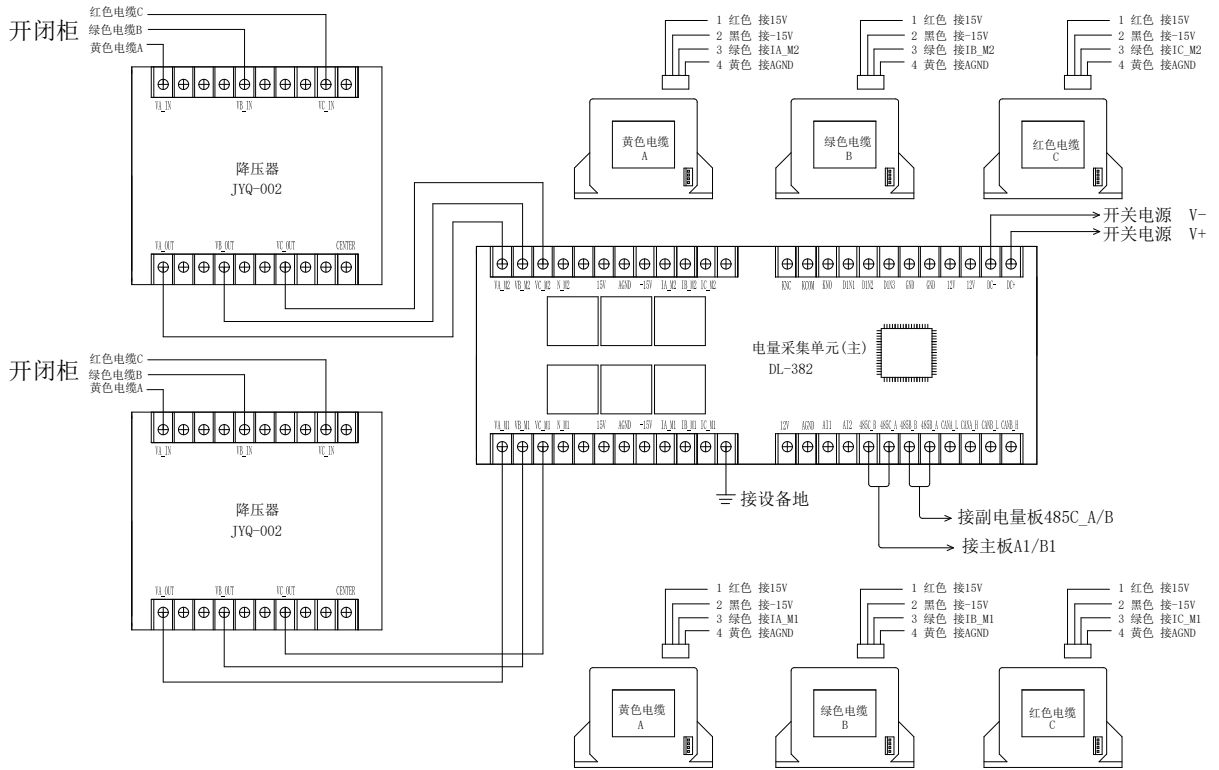 红色电缆C
开闭柜 绿色电缆B
黄色电缆A
VA_IN VB_IN VC_IN
降压器
JYQ-002
VA_OUT VB_OUT VC_OUT CENTER
1 红色 接15V
2 黑色 接-15V
3 绿色 接IA_M2
4 黄色 接AGND
黄色电缆
A
1 红色 接15V
2 黑色 接-15V
3 绿色 接IB_M2
4 黄色 接AGND
绿色电缆
B
1 红色 接15V
2 黑色 接-15V
3 绿色 接IC_M2
4 黄色 接AGND
红色电缆
C
开关电源 V-
开关电源 V+
VA_M2 VB_M2 VC_M2 N_M2 15V AGND -15V IA_M2 IB_M2 IC_M2
KNC KCOM KNO DIN1 DIN2 DIN3 GND GND 12V 12V DC- DC+
电量采集单元(主)
DL-382
VA_M1 VB_M1 VC_M1 N_M1 15V AGND -15V IA_M1 IB_M1 IC_M1
12V AGND AI1 AI2 485C_B 485C_A 485B_B 485B_A CANA_L CANA_H CANB_L CANB_H
接设备地
接副电量板485C_A/B
接主板A1/B1
红色电缆C
开闭柜 绿色电缆B
黄色电缆A
VA_IN VB_IN VC_IN
降压器
JYQ-002
VA_OUT VB_OUT VC_OUT CENTER
1 红色 接15V
2 黑色 接-15V
3 绿色 接IA_M1
4 黄色 接AGND
黄色电缆
A
1 红色 接15V
2 黑色 接-15V
3 绿色 接IB_M1
4 黄色 接AGND
绿色电缆
B
1 红色 接15V
2 黑色 接-15V
3 绿色 接IC_M1
4 黄色 接AGND
红色电缆
C